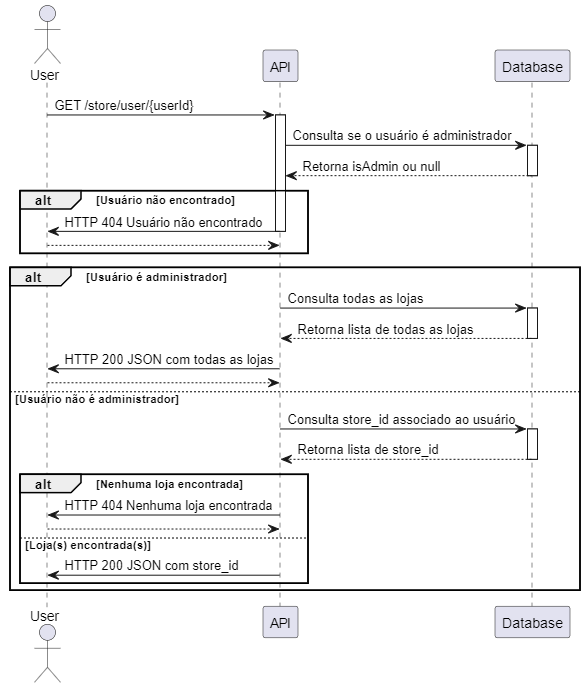 User
API
Database
GET /store/user/{userId}
Consulta se o usuário é administrador
Retorna isAdmin ou null
alt
[Usuário não encontrado]
HTTP 404 Usuário não encontrado
alt
[Usuário é administrador]
Consulta todas as lojas
Retorna lista de todas as lojas
HTTP 200 JSON com todas as lojas
[Usuário não é administrador]
Consulta store_id associado ao usuário
Retorna lista de store_id
alt
[Nenhuma loja encontrada]
HTTP 404 Nenhuma loja encontrada
[Loja(s) encontrada(s)]
HTTP 200 JSON com store_id
User
API
Database